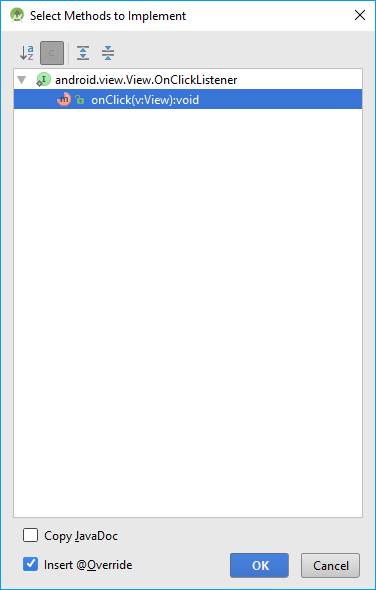 Select Methods to Implement
android.view.View.OnClickListener
onClick(v:View):void
Copy JavaDoc
Insert @Override
OK
Cancel